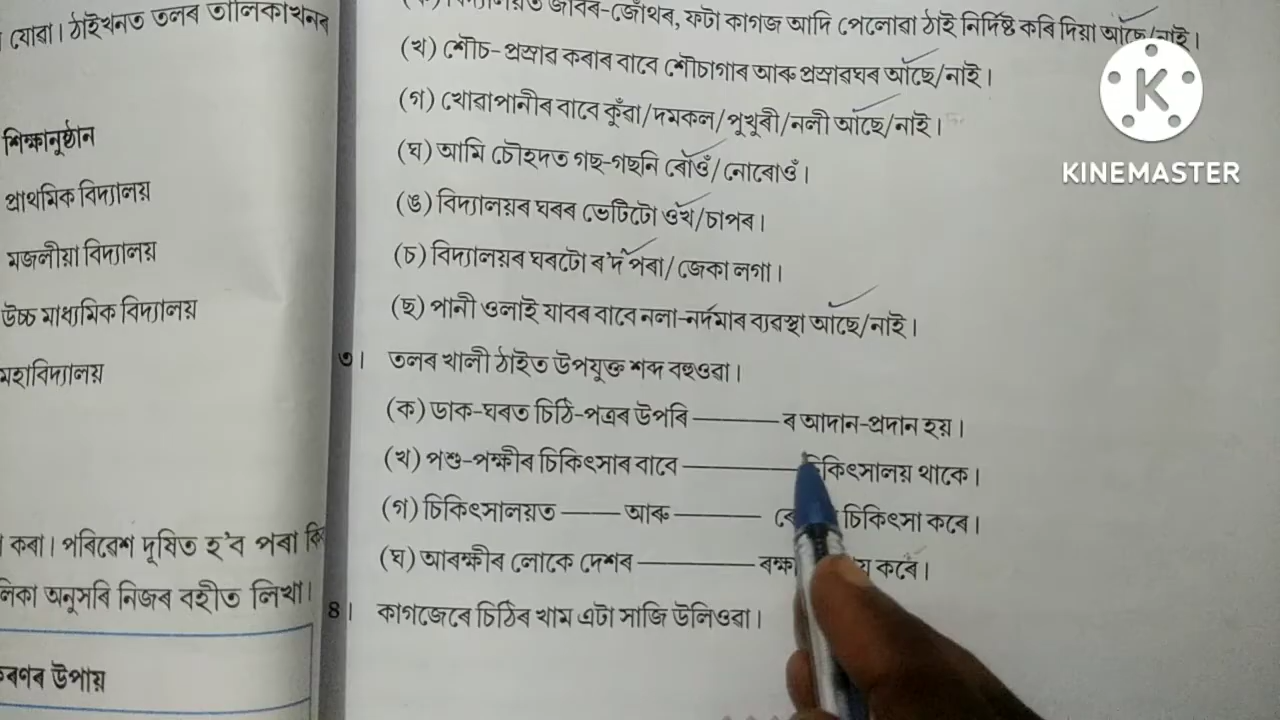 যোৱা। ঠাইখনত তলৰ তালিকাখনৰ
শিক্ষানুষ্ঠান
প্ৰাথমিক বিদ্যালয়
মজলীয়া বিদ্যালয়
উচ্চ মাধ্যমিক বিদ্যালয়
মহাবিদ্যালয়
কৰা। পৰিৱেশ দূষিত হ'ব পৰা
অনুসৰি নিজৰ বহীত লিখা।
উপায়
জাবৰ-জোঁথৰ, ফটা কাগজ আদি পেলোৱা ঠাই নিৰ্দিষ্ট কৰি দিয়া আছে/নাই।
(খ) শৌচ-প্ৰস্ৰাৱ কৰাৰ বাবে শৌচাগাৰ আৰু প্ৰস্ৰাৱঘৰ আছে/নাই।
(গ) খোৱাপানীৰ বাবে কুঁৱা/দমকল/পুখুৰী/নলী আছে/নাই।
(ঘ) আমি চৌহদত গছ-গছনি ৰোওঁ/নোৰোওঁ।
(ঙ) বিদ্যালয়ৰ ঘৰৰ ভেটিটো ওখ/চাপৰ।
(চ) বিদ্যালয়ৰ ঘৰটো ৰ'দ পৰা/জেকা লগা।
(ছ) পানী ওলাই যাবৰ বাবে নলা-নৰ্দমাৰ ব্যৱস্থা আছে/নাই।
৩। তলৰ খালী ঠাইত উপযুক্ত শব্দ বহুওৱা।
(ক) ডাক-ঘৰত চিঠি-পত্ৰৰ উপৰি ———— ৰ আদান-প্ৰদান হয়।
(খ) পশু-পক্ষীৰ চিকিৎসাৰ বাবে ———— চিকিৎসালয় থাকে।
(গ) চিকিৎসালয়ত ——— আৰু ———— চিকিৎসা কৰে।
(ঘ) আৰক্ষীৰ লোকে দেশৰ ———— কৰে।
৪। কাগজেৰে চিঠিৰ খাম এটা সাজি উলিওৱা।
K
KINEMASTER